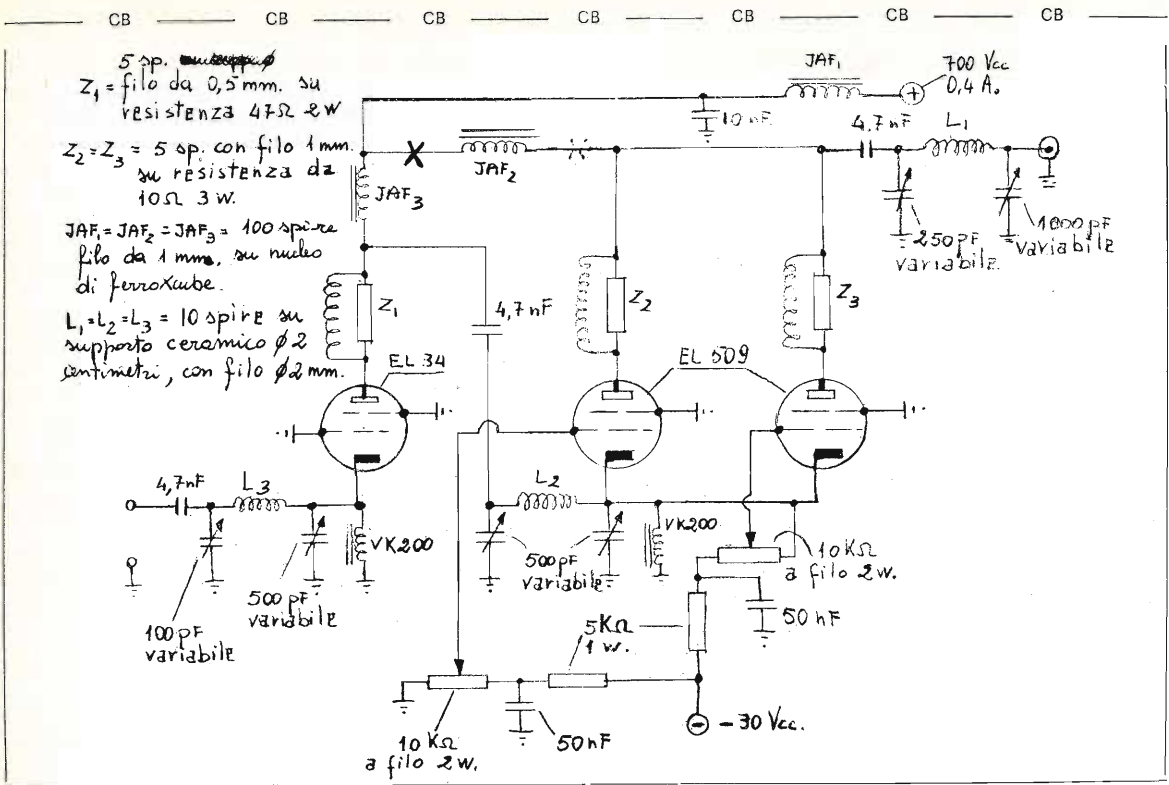 CB CB CB CB CB CB CB
5 sp.
Z₁ = filo da 0,5 mm. su
resistenza 47Ω 2W
Z₂ = Z₃ = 5 sp. con filo 1 mm.
su resistenza da
10Ω 3 W.
JAF₁ = JAF₂ = JAF₃ = 100 spire
filo da 1 mm, su nucleo
di ferroxcube.
L₁ = L₂ = L₃ = 10 spire su
supporto ceramico ø 2
centimetri, con filo ø 2 mm.
JAF₁
+
700 Vcc
0,4 A.
10 nF
4,7 nF
L₁
X
JAF₂
JAF₃
250 pF
variabile
1000 pF
variabile
Z₁
4,7 nF
Z₂
Z₃
EL 34
EL 509
4,7 nF
L₃
VK200
L₂
VK200
500 pF
variabile
10 KΩ
a filo 2w.
100 pF
variabile
500 pF
variabile
5KΩ
1 w.
50 nF
10 KΩ
a filo 2W.
50 nF
- 30 Vcc.